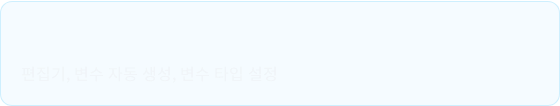 편집기, 변수 자동 생성, 변수 타입 설정